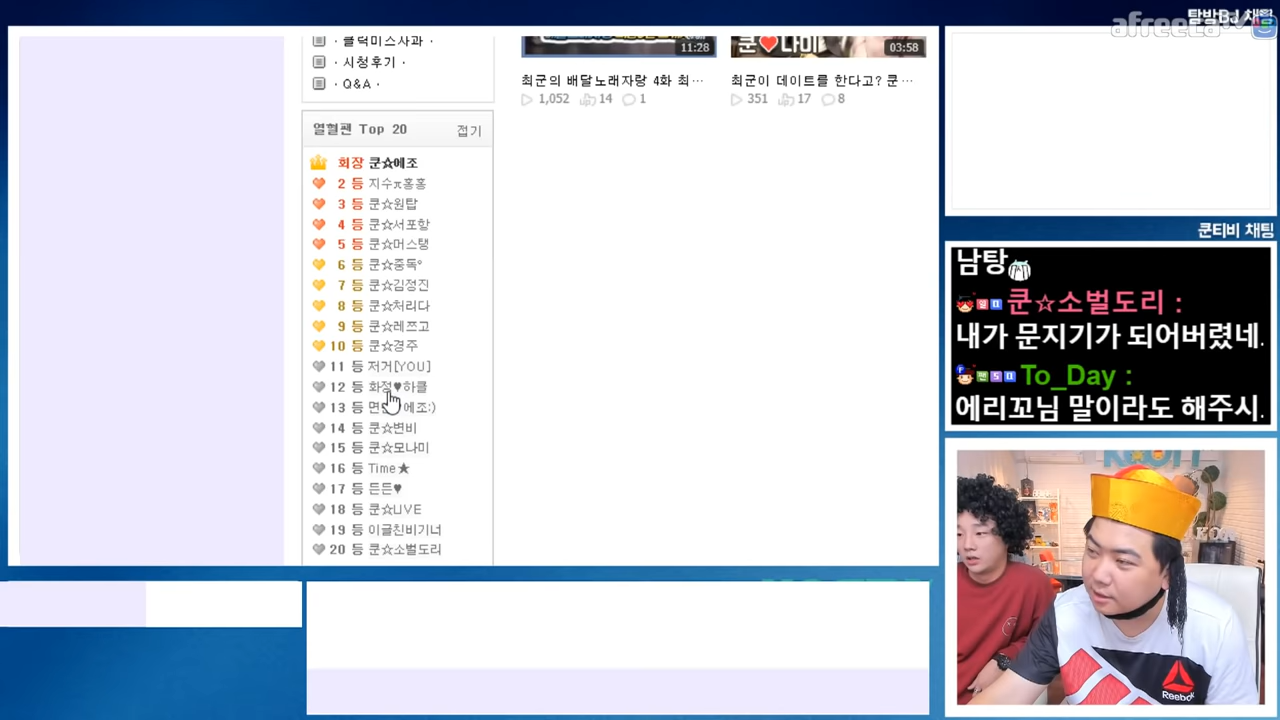 탐방BJ 채팅
afreecaTV
· 클럭미스사과 ·
· 시청후기 ·
· Q&A ·
11:28
03:58
최군의 배달노래자랑 4화 최…
최군이 데이트를 한다고? 쿤…
1,052 14 1
351 17 8
열혈팬 Top 20 접기
회장 쿤☆에조
2 등 지수π홍홍
3 등 쿤☆원탑
4 등 쿤☆서포항
5 등 쿤☆머스탱
6 등 쿤☆중독°
7 등 쿤☆김정진
8 등 쿤☆처리다
9 등 쿤☆레쯔고
10 등 쿤☆경주
11 등 저거[YOU]
12 등 화정♥하클
13 등 에조:)
14 등 쿤☆변비
15 등 쿤☆모나미
16 등 Time★
17 등 든든♥
18 등 쿤☆LIVE
19 등 이글친비기너
20 등 쿤☆소벌도리
쿤티비 채팅
남탕
열 쿤☆소벌도리 :
내가 문지기가 되어버렸네.
팬 To_Day :
에리꼬님 말이라도 해주시.
Reebok